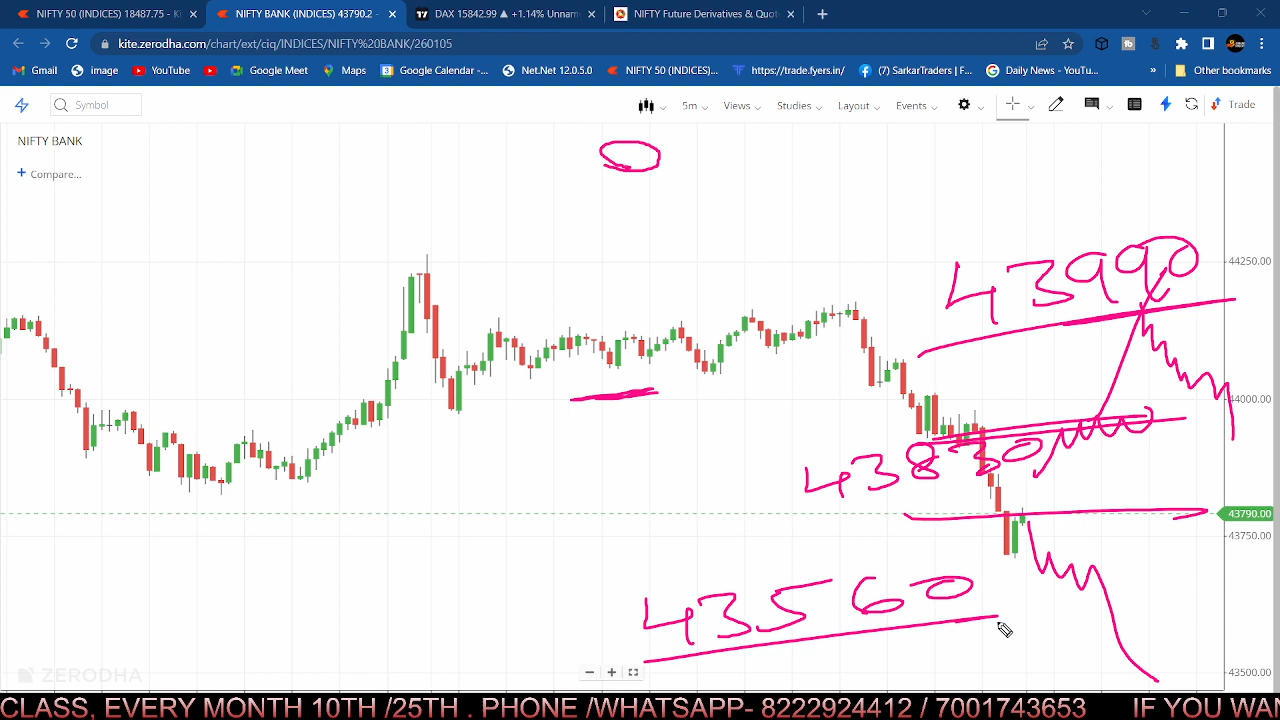 NIFTY 50 (INDICES) 18487.75 - Ki
NIFTY BANK (INDICES) 43790.2 -
DAX 15842.99 ▲ +1.14% Unnam
NIFTY Future Derivatives & Quot
kite.zerodha.com/chart/ext/ciq/INDICES/NIFTY%20BANK/260105
Gmail
image
YouTube
Google Meet
Maps
Google Calendar -...
Net.Net 12.0.5.0
NIFTY 50 (INDICES)...
https://trade.fyers.in/
(7) SarkarTraders | F...
Daily News - YouTu...
»
Other bookmarks
Symbol
5m
Views
Studies
Layout
Events
Trade
NIFTY BANK
+ Compare...
44250.00
43990
44000.00
43830
43790.00
43750.00
43560
43500.00
ZERODHA
CLASS, EVERY MONTH 10TH /25TH . PHONE /WHATSAPP- 8222924412 / 7001743653 IF YOU WA